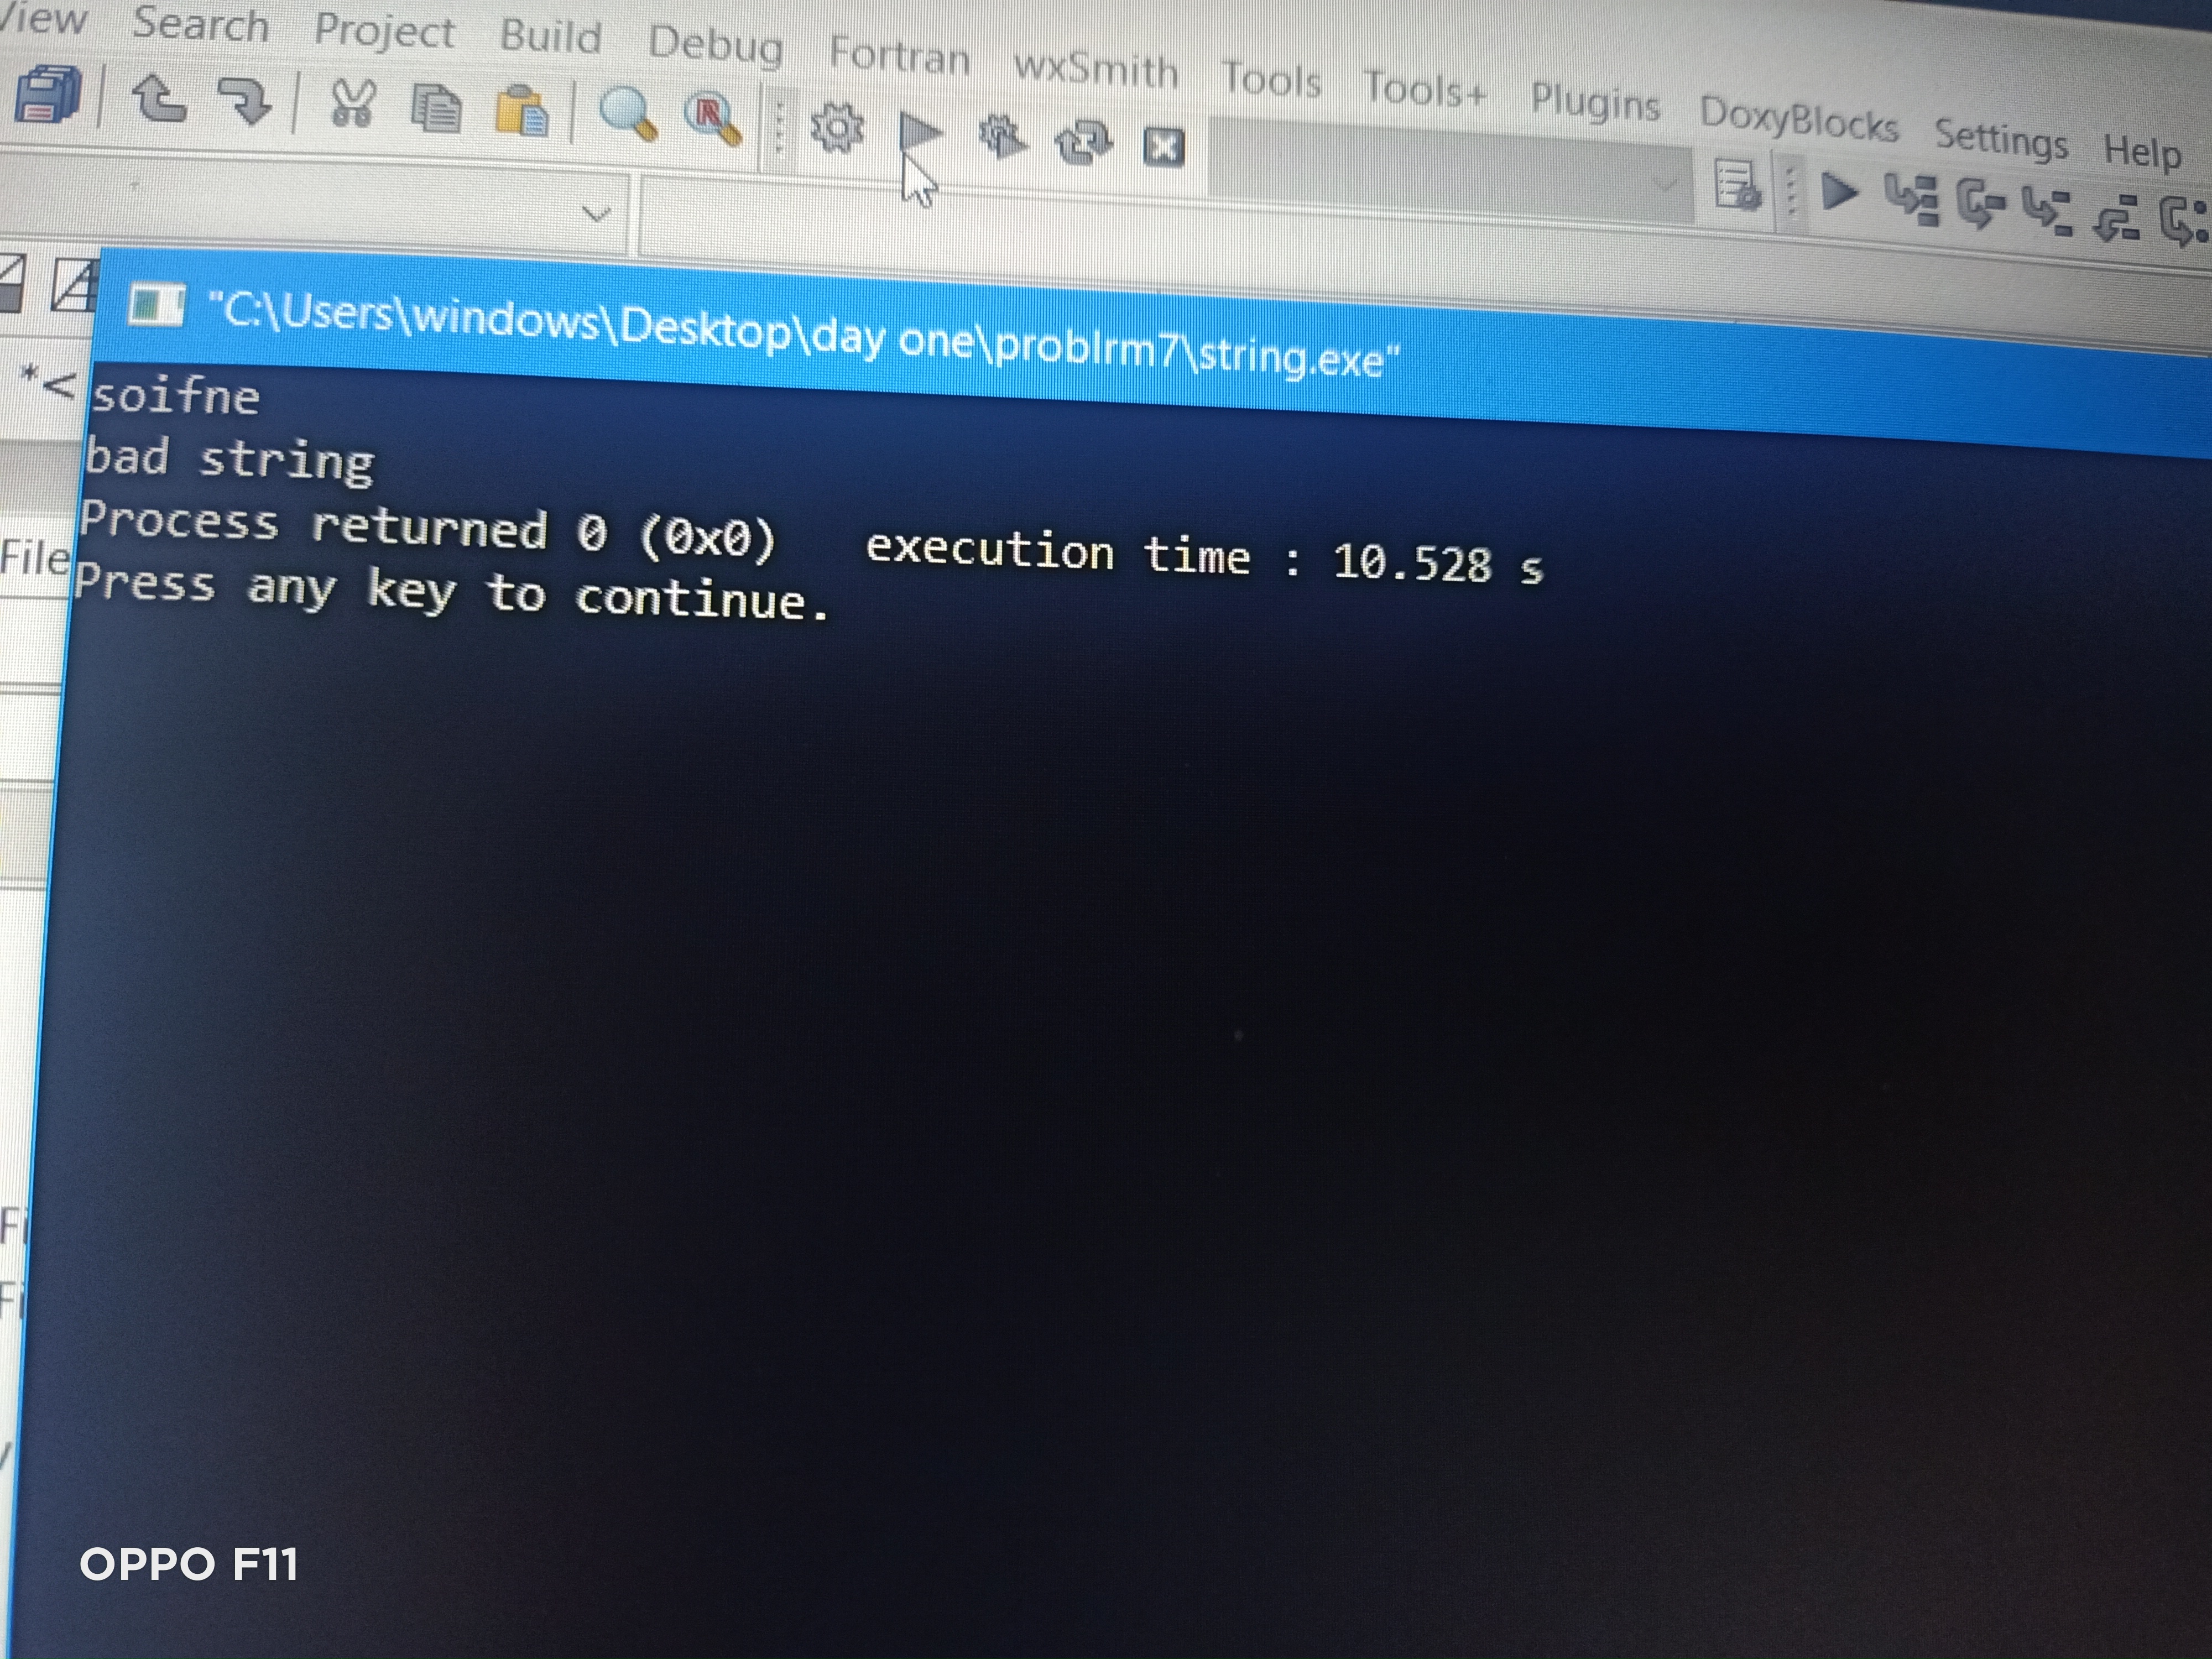 View Search Project Build Debug Fortran wxSmith Tools Tools+ Plugins DoxyBlocks Settings Help
"C:\Users\windows\Desktop\day one\problrm7\string.exe"
*<
soifne
bad string
Process returned 0 (0x0)   execution time : 10.528 s
File
Press any key to continue.
Fi
Fi
OPPO F11